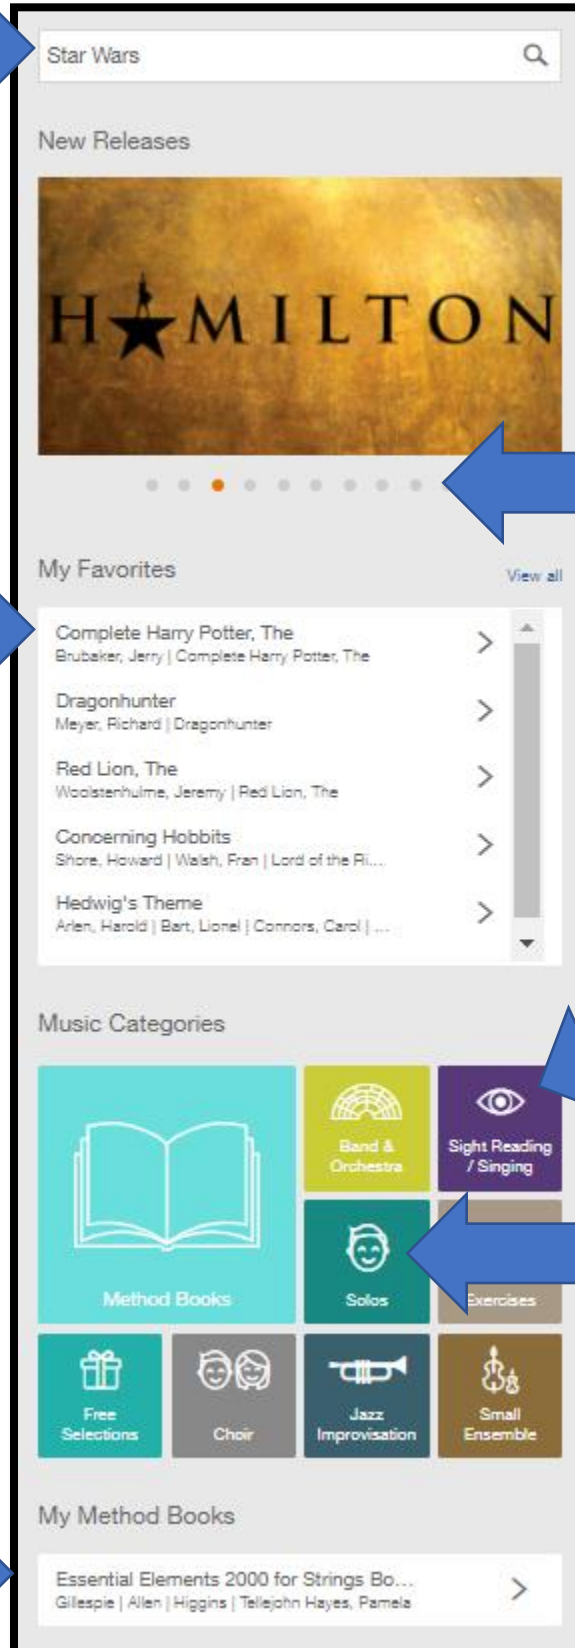 Star Wars
New Releases
HAMILTON
My Favorites
View all
Complete Harry Potter, The
Brubaker, Jerry | Complete Harry Potter, The
Dragonhunter
Meyer, Richard | Dragonhunter
Red Lion, The
Woolstenhulme, Jeremy | Red Lion, The
Concerning Hobbits
Shore, Howard | Walsh, Fran | Lord of the Ri...
Hedwig's Theme
Arlen, Harold | Bart, Lionel | Connors, Carol | ...
Music Categories
Method Books
Band &
Orchestra
Sight Reading
/ Singing
Solos
Exercises
Free
Selections
Choir
Jazz
Improvisation
Small
Ensemble
My Method Books
Essential Elements 2000 for Strings Bo...
Gillespie | Allen | Higgins | Tellejohn Hayes, Pamela